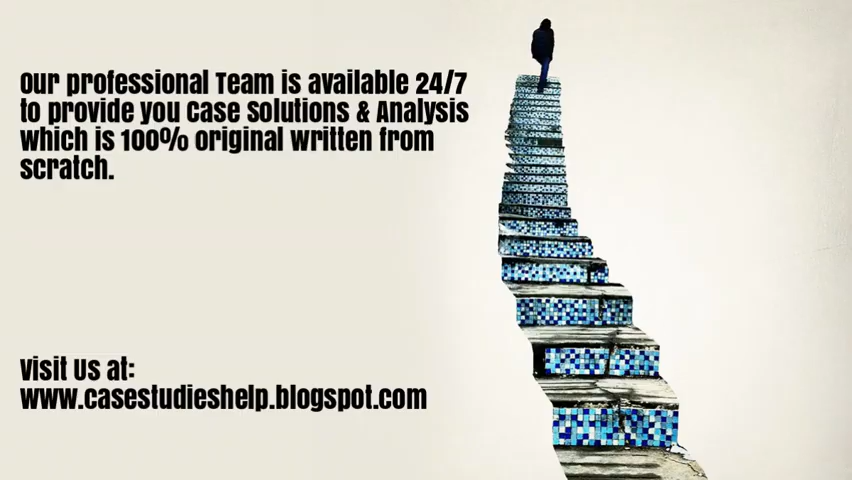 Our professional Team is available 24/7
to provide you Case Solutions & Analysis
which is 100% original written from
scratch.
Visit Us at:
www.casestudieshelp.blogspot.com